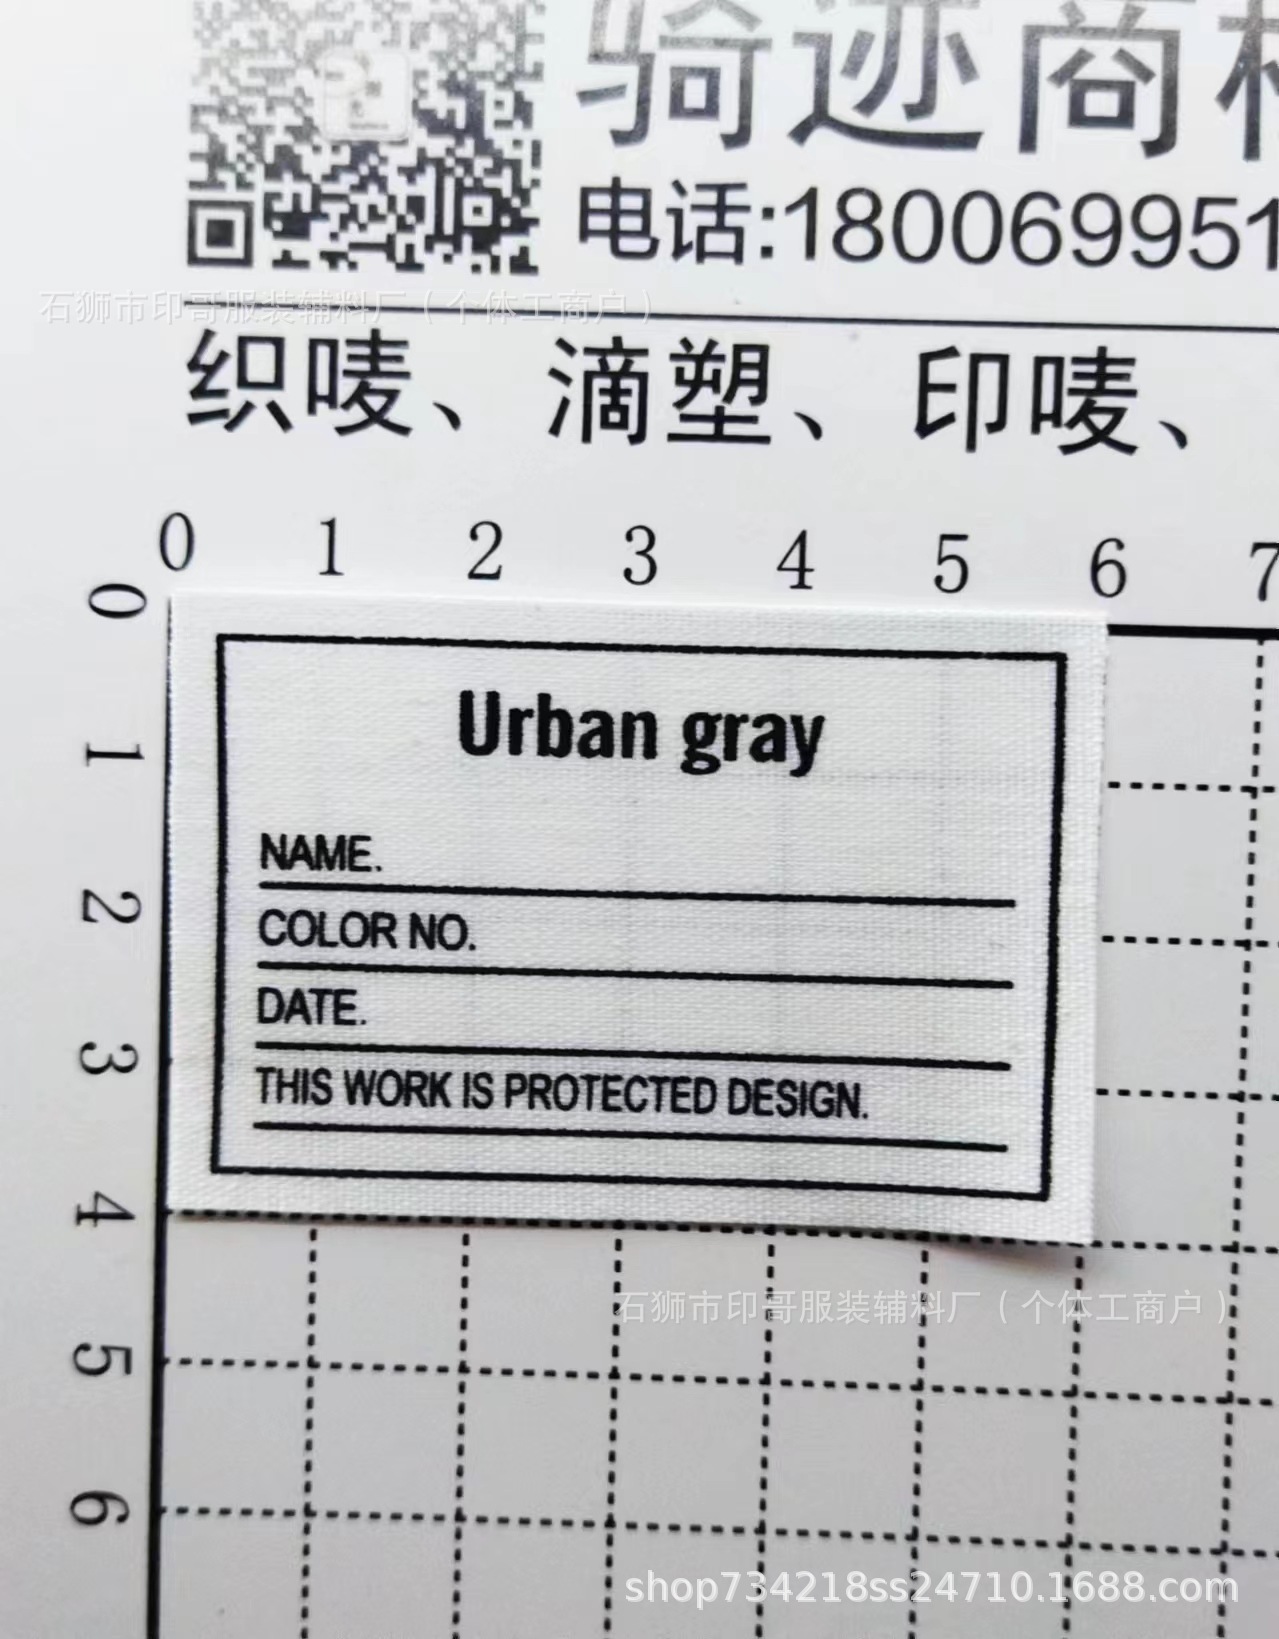 骑迹商
电话:180069951
石狮市印哥服装辅料厂（个体工商户）
织唛、滴塑、印唛、
0 1 2 3 4 5 6 7
0
1
2
3
4
5
6
Urban gray
NAME.
COLOR NO.
DATE.
THIS WORK IS PROTECTED DESIGN.
石狮市印哥服装辅料厂（个体工商户）
shop734218ss24710.1688.com